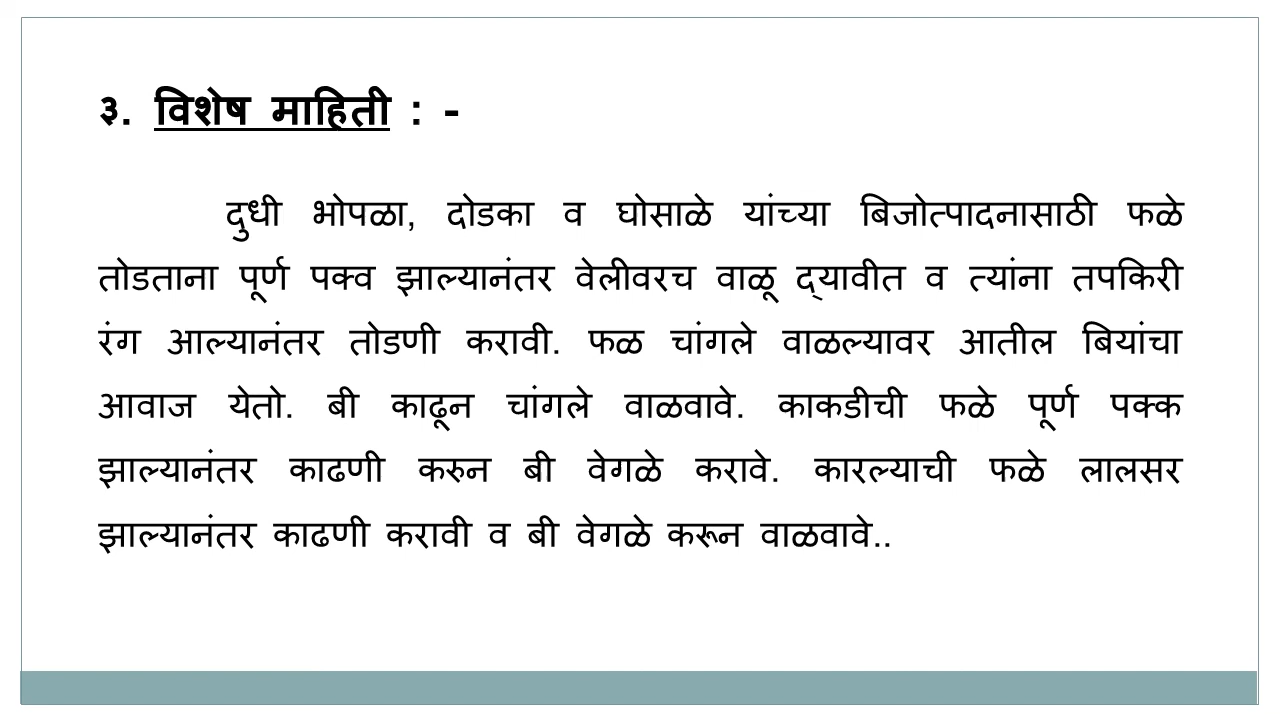 ३. विशेष माहिती : -
दुधी भोपळा, दोडका व घोसाळे यांच्या बिजोत्पादनासाठी फळे
तोडताना पूर्ण पक्व झाल्यानंतर वेलीवरच वाळू द्‌यावीत व त्यांना तपकिरी
रंग आल्यानंतर तोडणी करावी. फळ चांगले वाळल्यावर आतील बियांचा
आवाज येतो. बी काढून चांगले वाळवावे. काकडीची फळे पूर्ण पक्क
झाल्यानंतर काढणी करुन बी वेगळे करावे. कारल्याची फळे लालसर
झाल्यानंतर काढणी करावी व बी वेगळे करून वाळवावे..